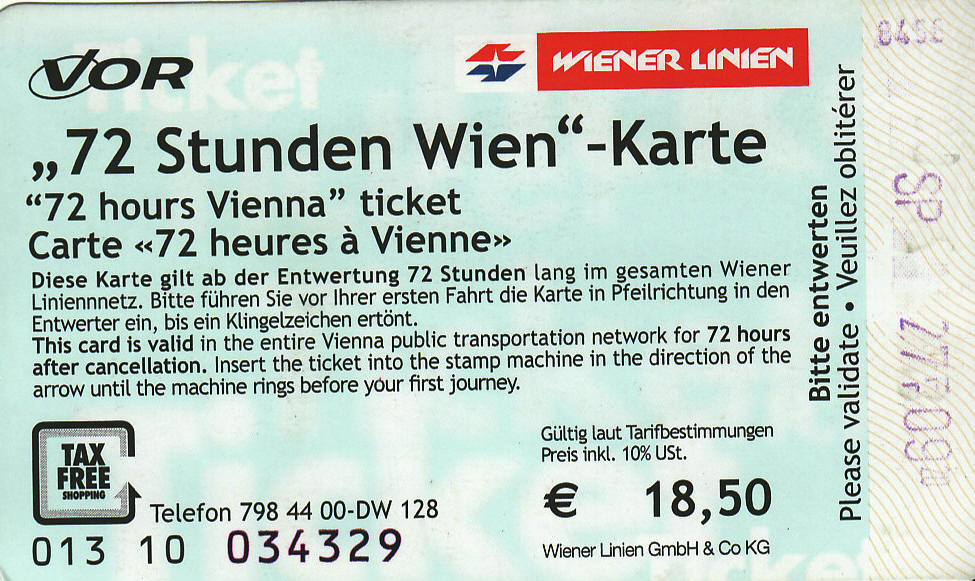 VOR
WIENER LINIEN
„72 Stunden Wien“-Karte
“72 hours Vienna” ticket
Carte «72 heures à Vienne»
Diese Karte gilt ab der Entwertung 72 Stunden lang im gesamten Wiener
Liniennnetz. Bitte führen Sie vor Ihrer ersten Fahrt die Karte in Pfeilrichtung in den
Entwerter ein, bis ein Klingelzeichen ertönt.
This card is valid in the entire Vienna public transportation network for 72 hours
after cancellation. Insert the ticket into the stamp machine in the direction of the
arrow until the machine rings before your first journey.
TAX
FREE
SHOPPING
Telefon 798 44 00-DW 128
013 10 034329
Gültig laut Tarifbestimmungen
Preis inkl. 10% USt.
€ 18,50
Wiener Linien GmbH & Co KG
Bitte entwerten
Please validate • Veuillez oblitérer
Ticket